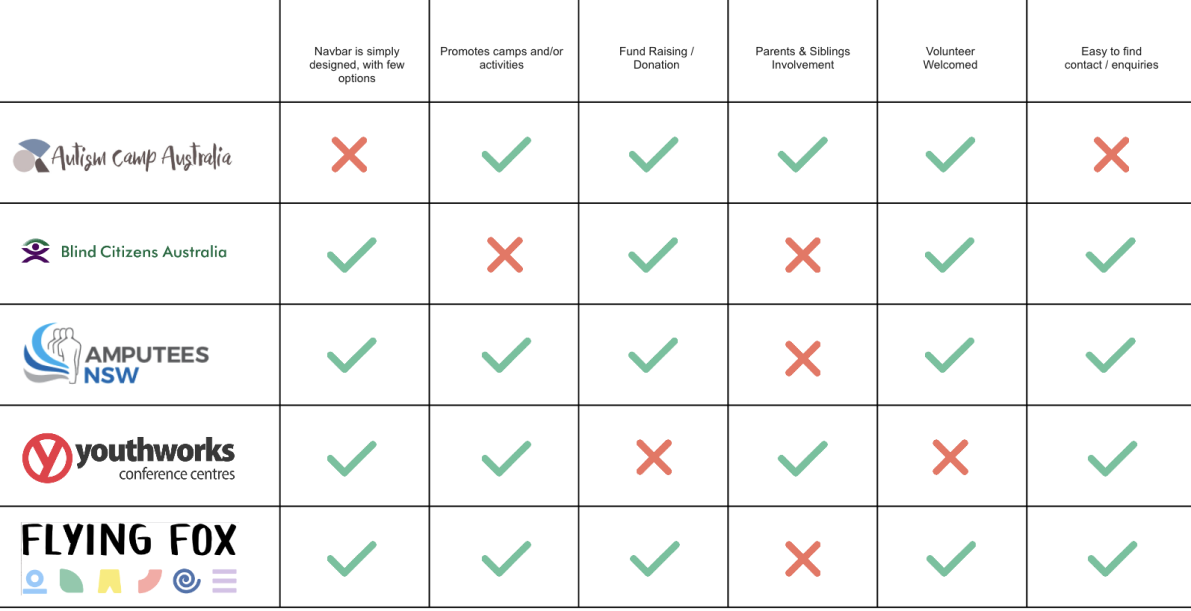 Navbar is simply
designed, with few
options
Promotes camps and/or
activities
Fund Raising /
Donation
Parents & Siblings
Involvement
Volunteer
Welcomed
Easy to find
contact / enquiries
Autism Camp Australia
Blind Citizens Australia
AMPUTEES
NSW
youthworks
conference centres
FLYING FOX